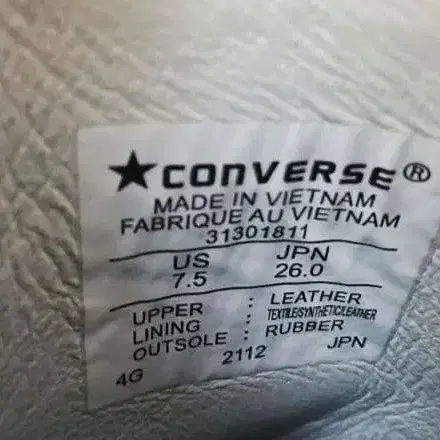 ★CONVERSE®
MADE IN VIETNAM
FABRIQUE AU VIETNAM
31301811
US JPN
7.5 26.0
UPPER : LEATHER
LINING : TEXTILE/SYNTHETIC/LEATHER
OUTSOLE : RUBBER
4G 2112 JPN